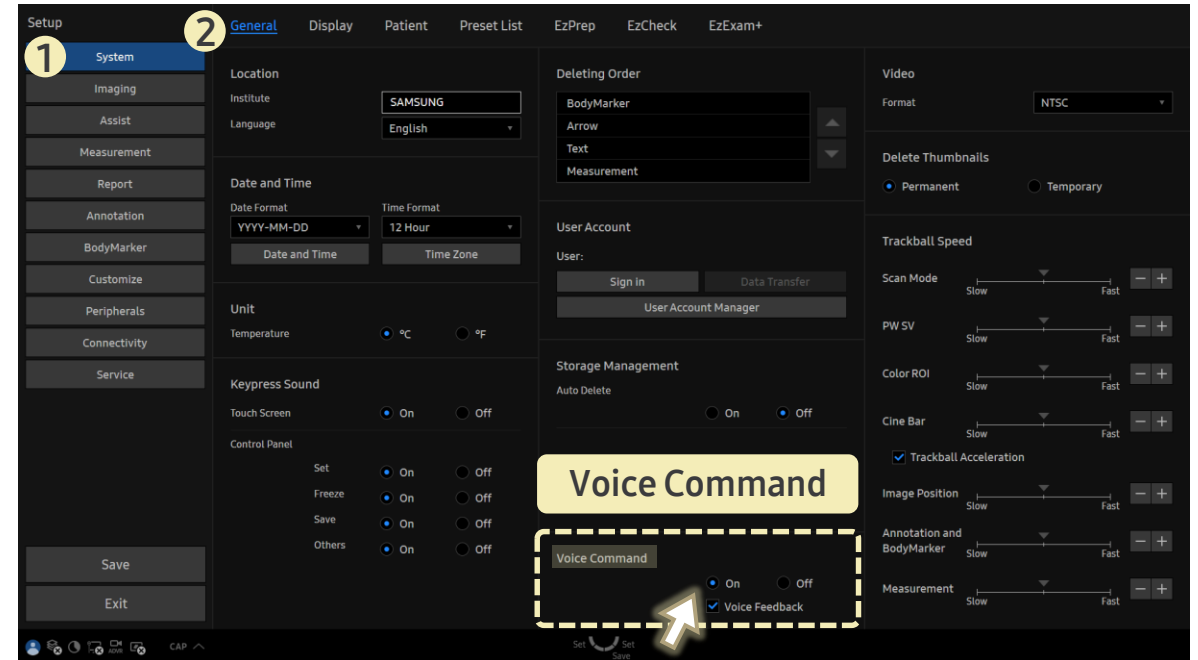 Setup
1
System
Imaging
Assist
Measurement
Report
Annotation
BodyMarker
Customize
Peripherals
Connectivity
Service
Save
Exit
2
General Display Patient Preset List EzPrep EzCheck EzExam+
Location
Institute SAMSUNG
Language English
Date and Time
Date Format Time Format
YYYY-MM-DD 12 Hour
Date and Time Time Zone
Unit
Temperature °C °F
Keypress Sound
Touch Screen On Off
Control Panel
Set On Off
Freeze On Off
Save On Off
Others On Off
Deleting Order
BodyMarker
Arrow
Text
Measurement
User Account
User:
Sign in Data Transfer
User Account Manager
Storage Management
Auto Delete
On Off
Voice Command
Voice Command
On Off
Voice Feedback
Video
Format NTSC
Delete Thumbnails
Permanent Temporary
Trackball Speed
Scan Mode
Slow Fast
PW SV
Slow Fast
Color ROI
Slow Fast
Cine Bar
Slow Fast
Trackball Acceleration
Image Position
Slow Fast
Annotation and
BodyMarker
Slow Fast
Measurement
Slow Fast
ADVR CAP
Set Set
Save